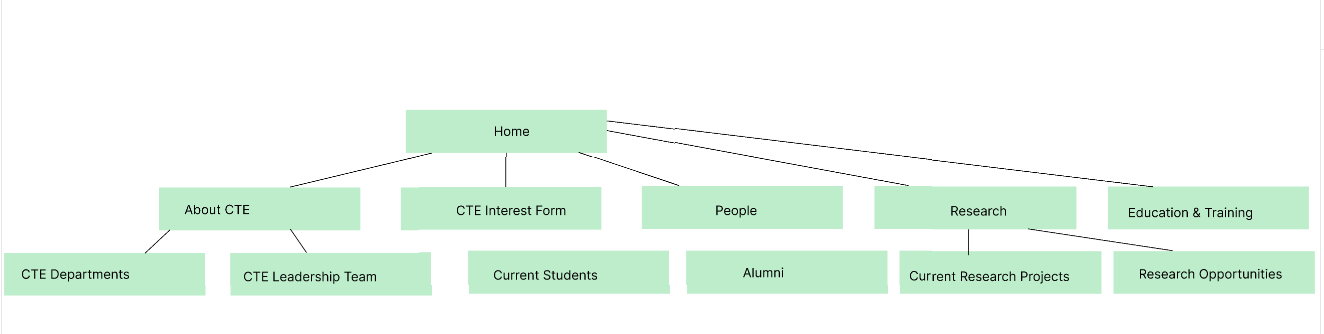 Home
About CTE
CTE Interest Form
People
Research
Education & Training
CTE Departments
CTE Leadership Team
Current Students
Alumni
Current Research Projects
Research Opportunities